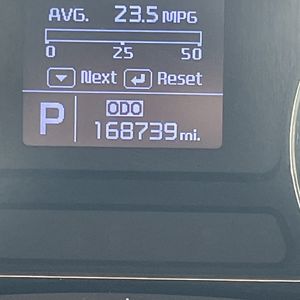 AVG. 23.5 MPG
0 25 50
Next Reset
P ODO
168739 mi.